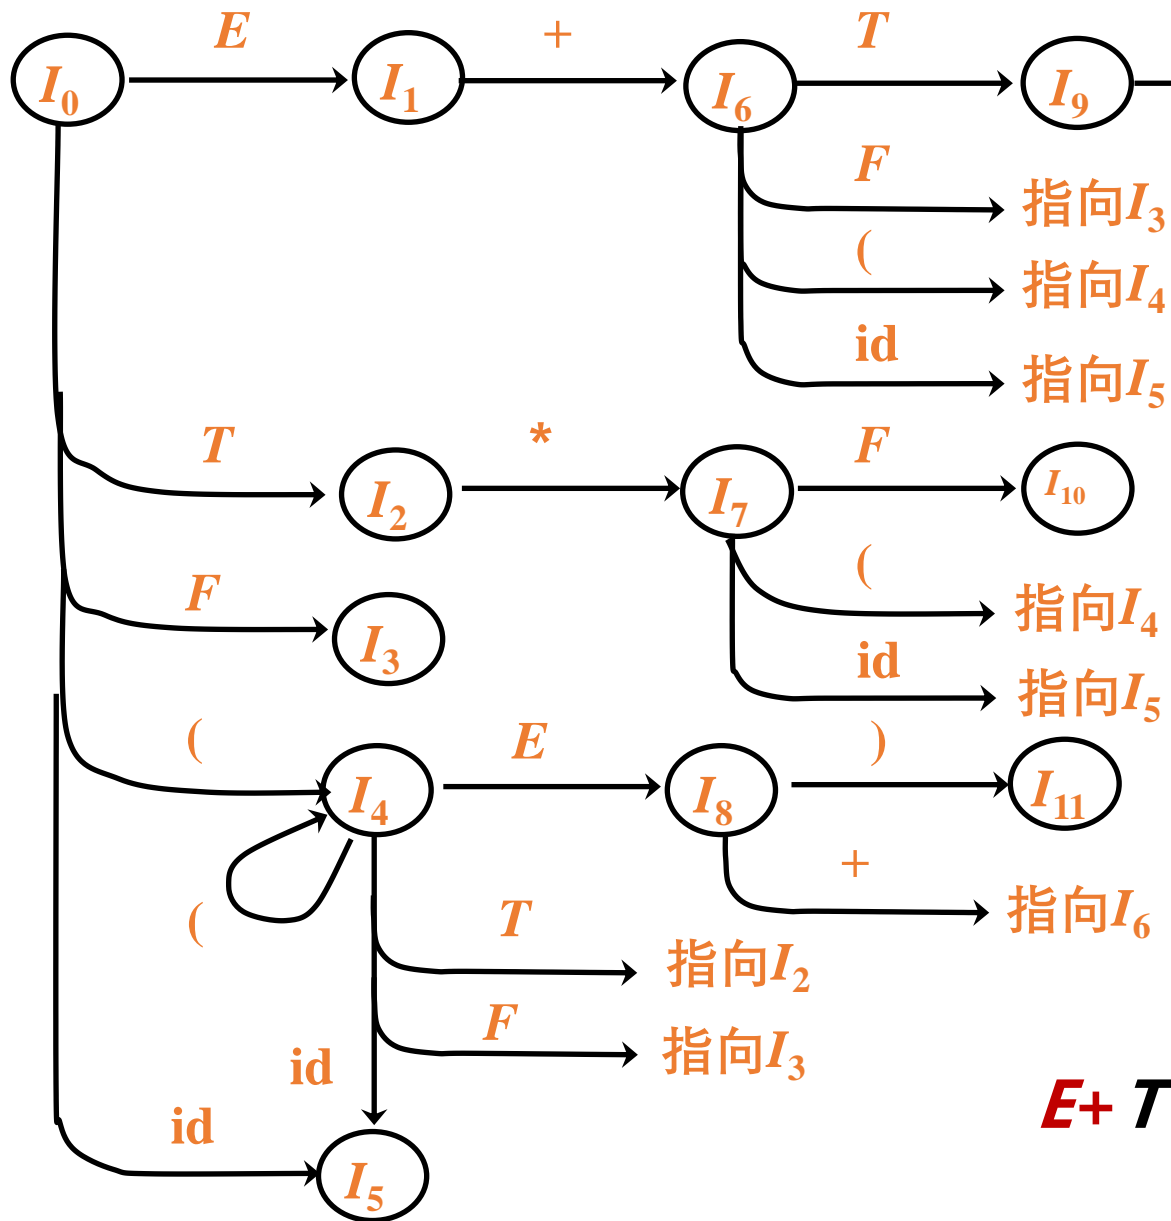 E + T
I0 I1 I6 I9
F
指向I3
(
指向I4
id
指向I5
T * F
I2 I7 I10
(
F
指向I4
I3
id
指向I5
( E )
I4 I8 I11
+
( 指向I6
T
指向I2
F
指向I3
id
E+ T
id
I5